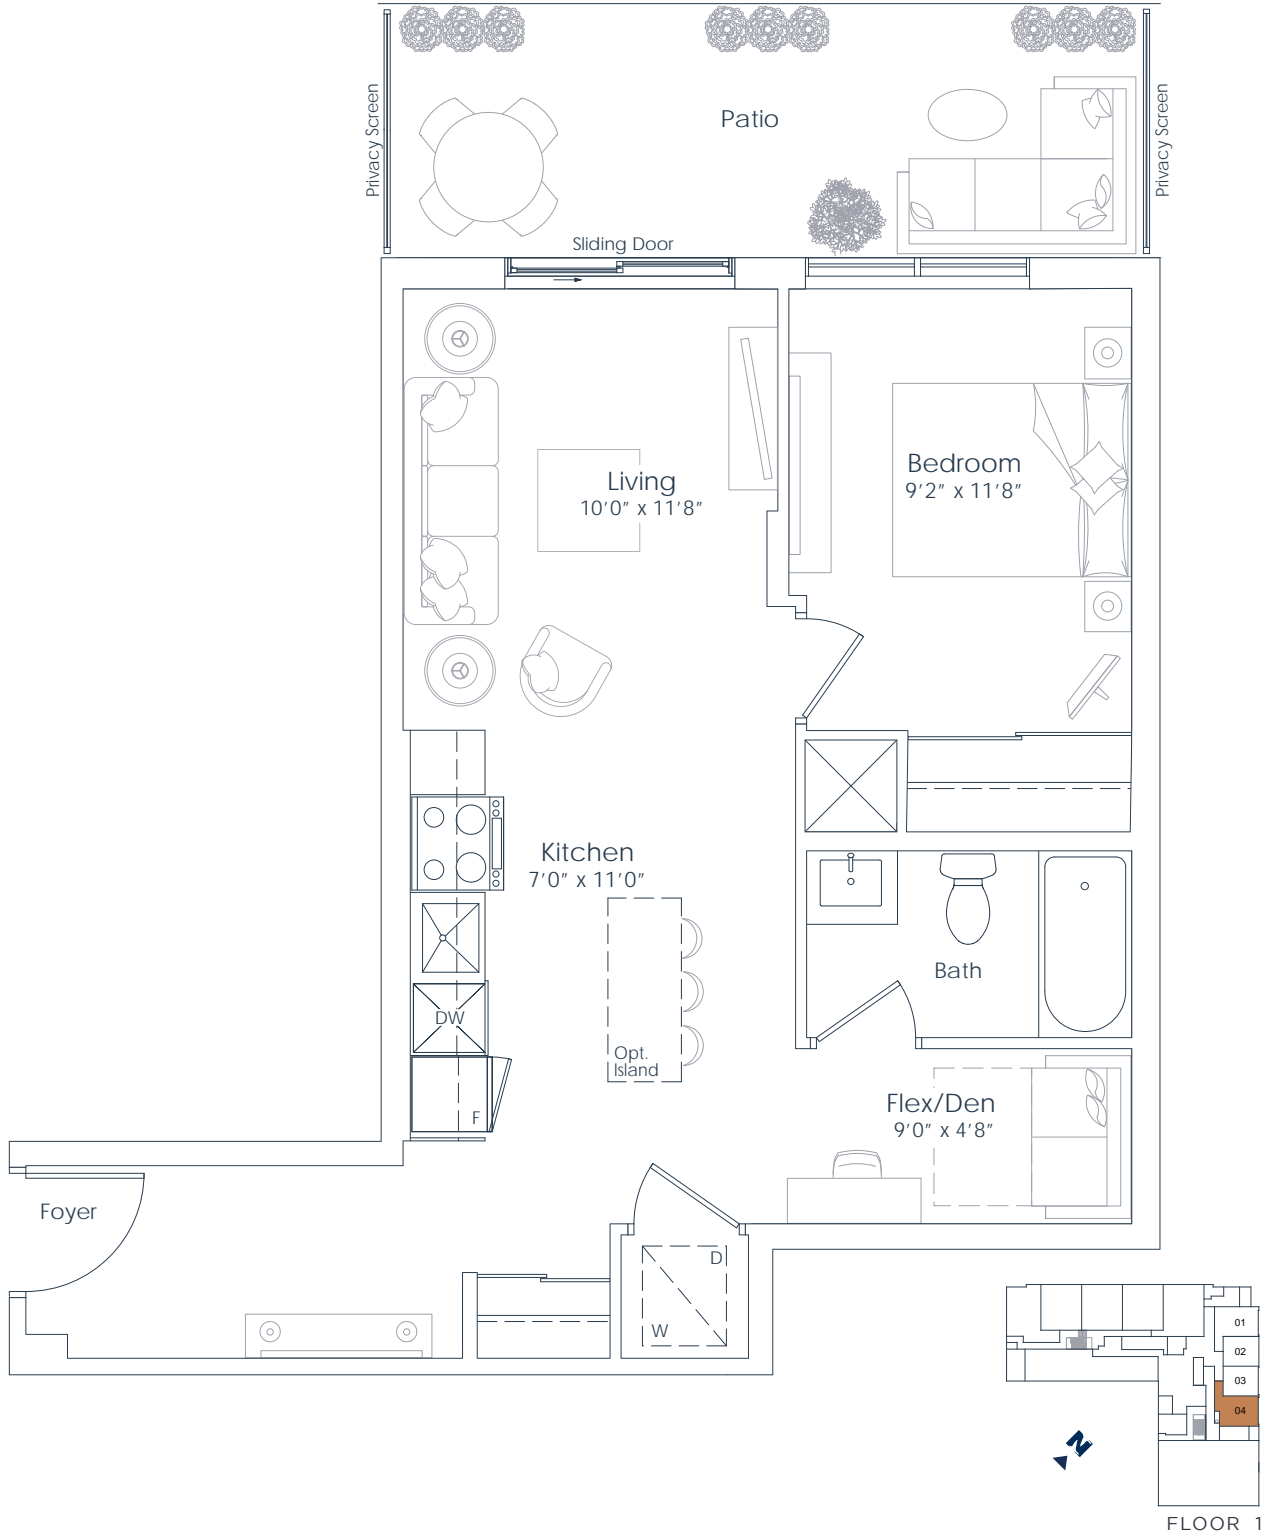 Patio
Privacy Screen
Privacy Screen
Sliding Door
Living
10'0" x 11'8"
Bedroom
9'2" x 11'8"
Kitchen
7'0" x 11'0"
Bath
DW
Opt.
Island
F
Flex/Den
9'0" x 4'8"
Foyer
D
W
01
02
03
04
N
FLOOR 1